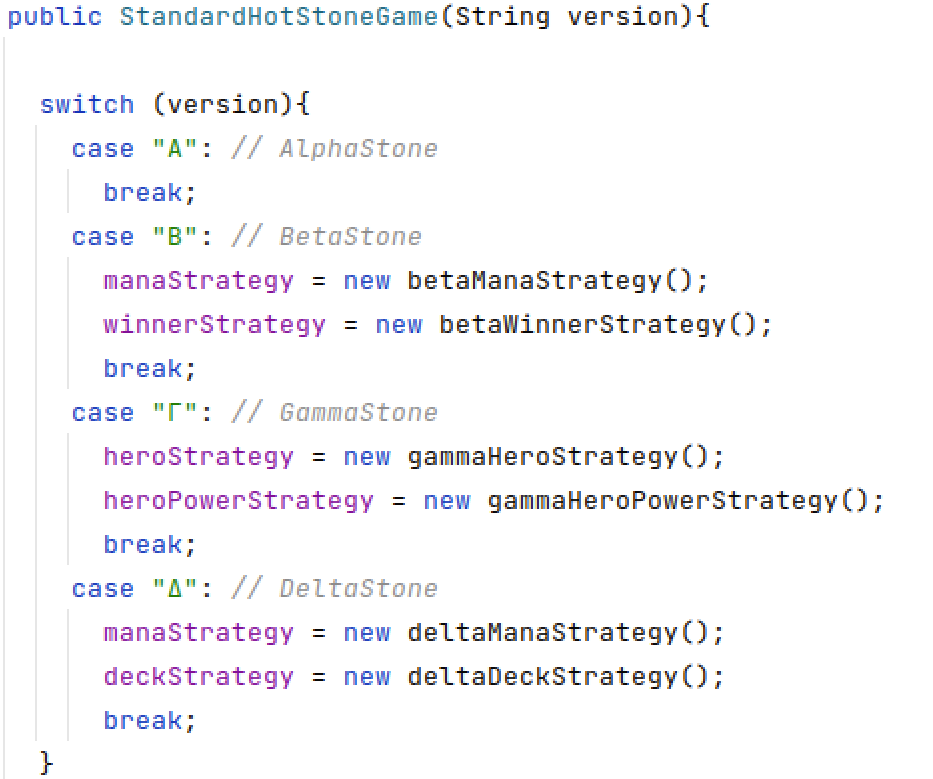 public StandardHotStoneGame(String version){
switch (version){
case "A": // AlphaStone
break;
case "B": // BetaStone
manaStrategy = new betaManaStrategy();
winnerStrategy = new betaWinnerStrategy();
break;
case "Γ": // GammaStone
heroStrategy = new gammaHeroStrategy();
heroPowerStrategy = new gammaHeroPowerStrategy();
break;
case "Δ": // DeltaStone
manaStrategy = new deltaManaStrategy();
deckStrategy = new deltaDeckStrategy();
break;
}